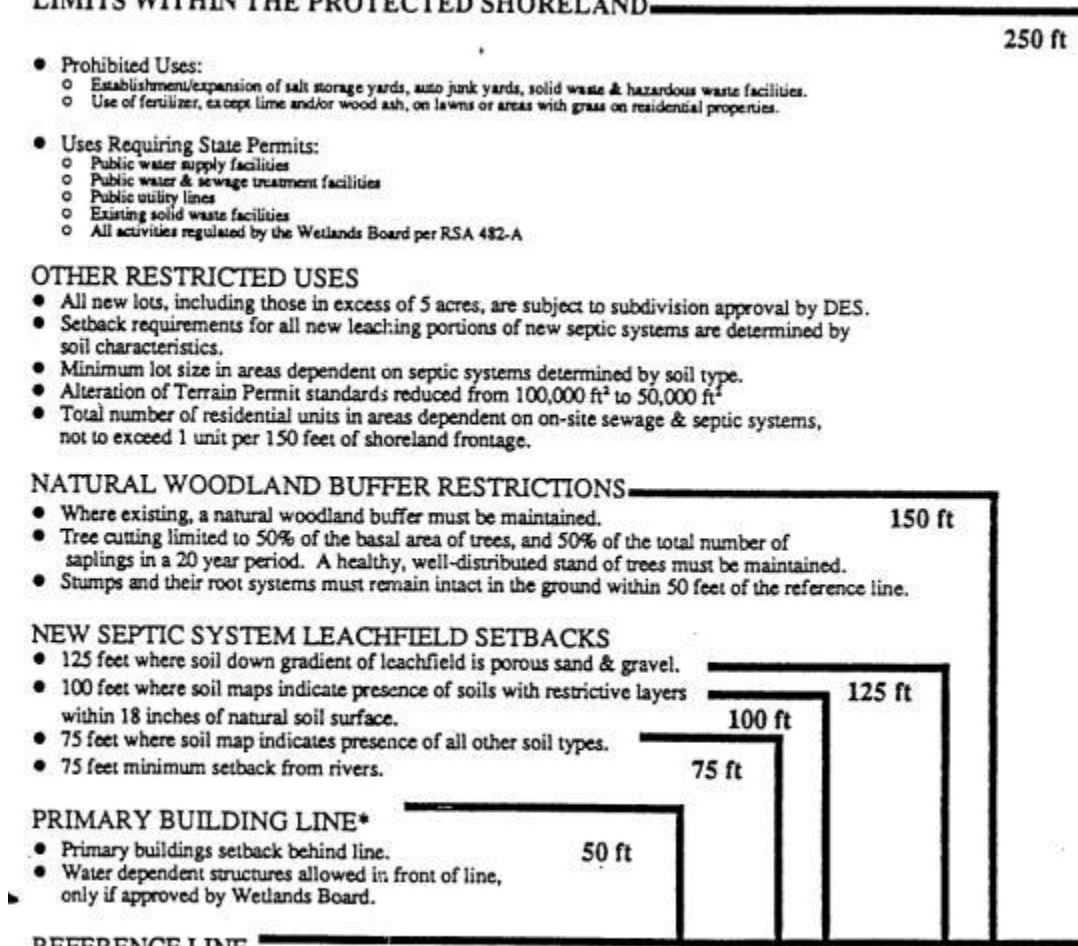 LIMITS WITHIN THE PROTECTED SHORELAND
250 ft
● Prohibited Uses:
○ Establishment/expansion of salt storage yards, auto junk yards, solid waste & hazardous waste facilities.
○ Use of fertilizer, except lime and/or wood ash, on lawns or areas with grass on residential properties.
● Uses Requiring State Permits:
○ Public water supply facilities
○ Public water & sewage treatment facilities
○ Public utility lines
○ Existing solid waste facilities
○ All activities regulated by the Wetlands Board per RSA 482-A
OTHER RESTRICTED USES
● All new lots, including those in excess of 5 acres, are subject to subdivision approval by DES.
● Setback requirements for all new leaching portions of new septic systems are determined by
soil characteristics.
● Minimum lot size in areas dependent on septic systems determined by soil type.
● Alteration of Terrain Permit standards reduced from 100,000 ft² to 50,000 ft²
● Total number of residential units in areas dependent on on-site sewage & septic systems,
not to exceed 1 unit per 150 feet of shoreland frontage.
NATURAL WOODLAND BUFFER RESTRICTIONS
150 ft
● Where existing, a natural woodland buffer must be maintained.
● Tree cutting limited to 50% of the basal area of trees, and 50% of the total number of
saplings in a 20 year period. A healthy, well-distributed stand of trees must be maintained.
● Stumps and their root systems must remain intact in the ground within 50 feet of the reference line.
NEW SEPTIC SYSTEM LEACHFIELD SETBACKS
● 125 feet where soil down gradient of leachfield is porous sand & gravel.
125 ft
● 100 feet where soil maps indicate presence of soils with restrictive layers
within 18 inches of natural soil surface.
100 ft
● 75 feet where soil map indicates presence of all other soil types.
● 75 feet minimum setback from rivers.
75 ft
PRIMARY BUILDING LINE*
● Primary buildings setback behind line.
50 ft
● Water dependent structures allowed in front of line,
only if approved by Wetlands Board.
REFERENCE LINE